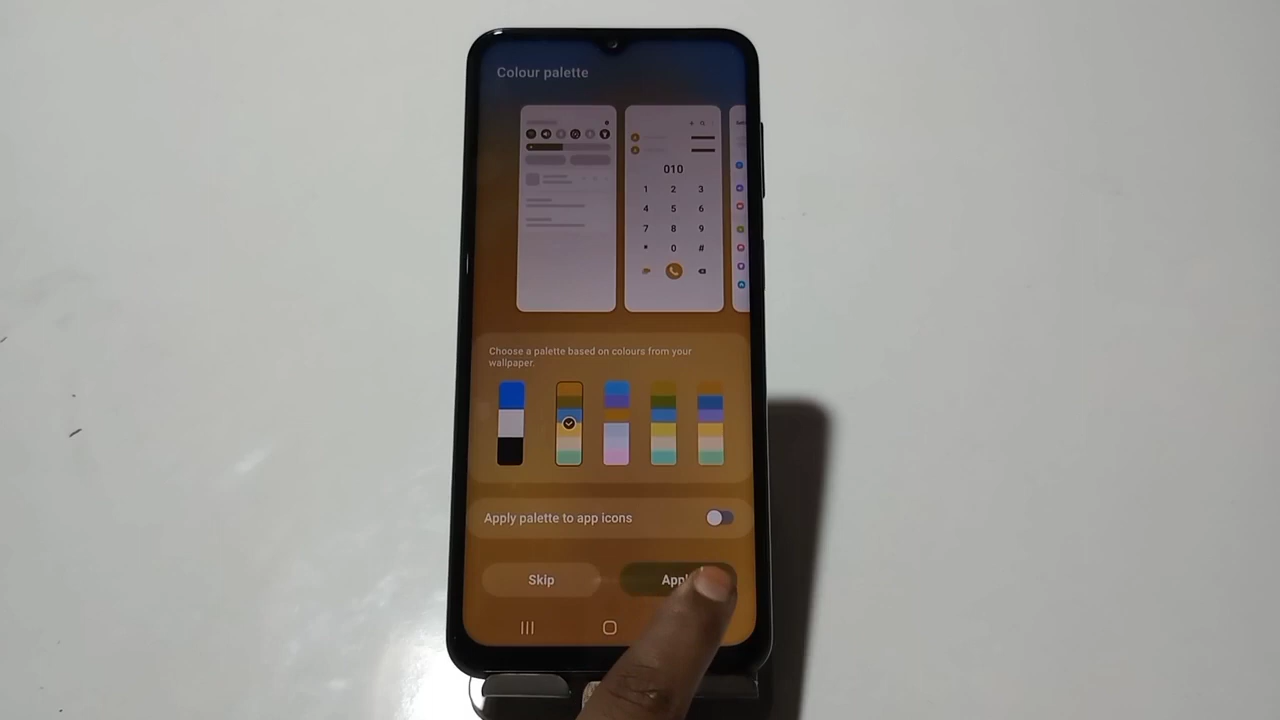 Colour palette
010
1 2 3
4 5 6
7 8 9
* 0 #
Choose a palette based on colours from your
wallpaper.
Apply palette to app icons
Skip
Appl